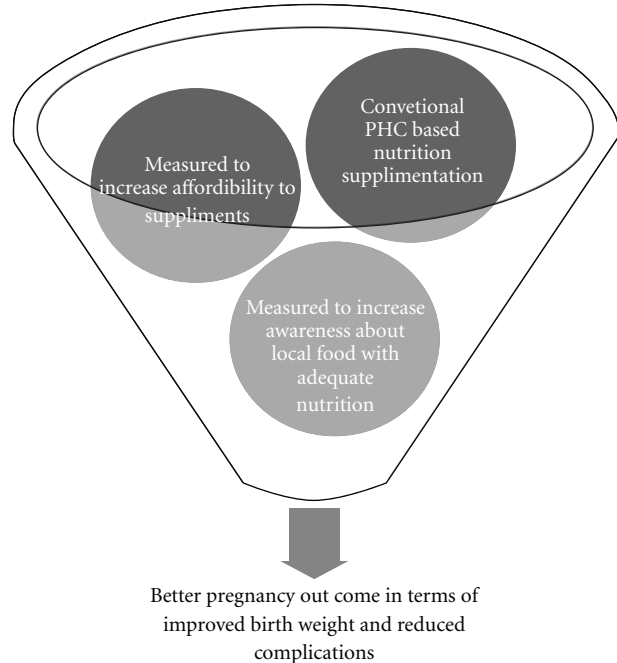 Convetional
PHC based
nutrition
supplimentation
Measured to
increase affordibility to
suppliments
Measured to increase
awareness about
local food with
adequate
nutrition
Better pregnancy out come in terms of
improved birth weight and reduced
complications